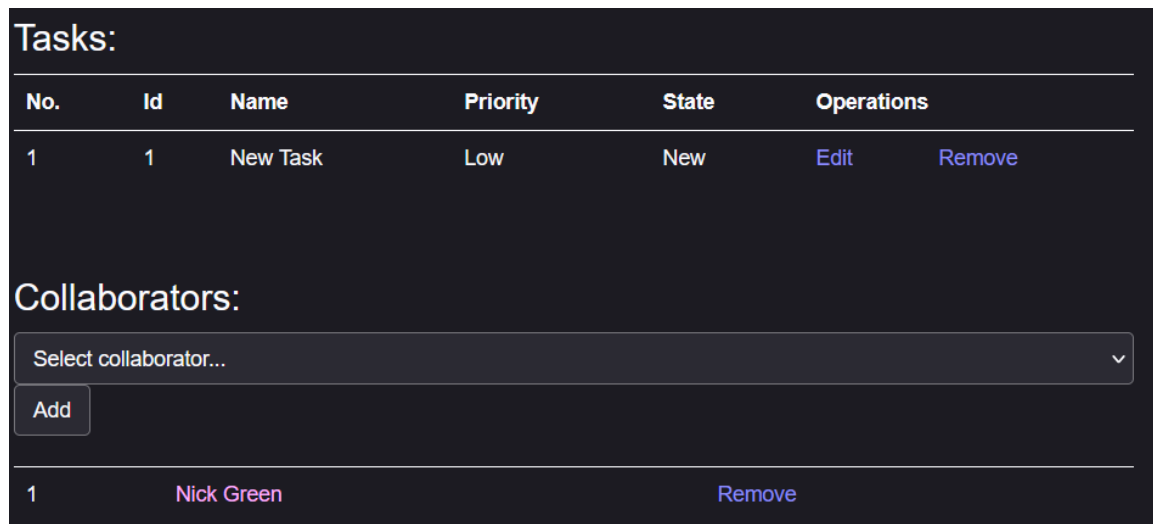 Tasks:
No. Id Name Priority State Operations
1 1 New Task Low New Edit Remove
Collaborators:
Select collaborator...
Add
1 Nick Green Remove